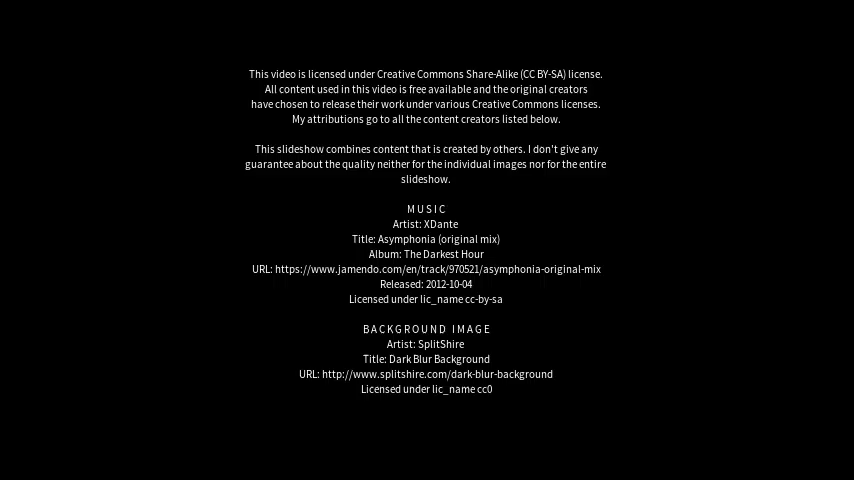 This video is licensed under Creative Commons Share-Alike (CC BY-SA) license.
All content used in this video is free available and the original creators
have chosen to release their work under various Creative Commons licenses.
My attributions go to all the content creators listed below.
This slideshow combines content that is created by others. I don't give any
guarantee about the quality neither for the individual images nor for the entire
slideshow.
MUSIC
Artist: XDante
Title: Asymphonia (original mix)
Album: The Darkest Hour
URL: https://www.jamendo.com/en/track/970521/asymphonia-original-mix
Released: 2012-10-04
Licensed under lic_name cc-by-sa
BACKGROUND IMAGE
Artist: SplitShire
Title: Dark Blur Background
URL: http://www.splitshire.com/dark-blur-background
Licensed under lic_name cc0